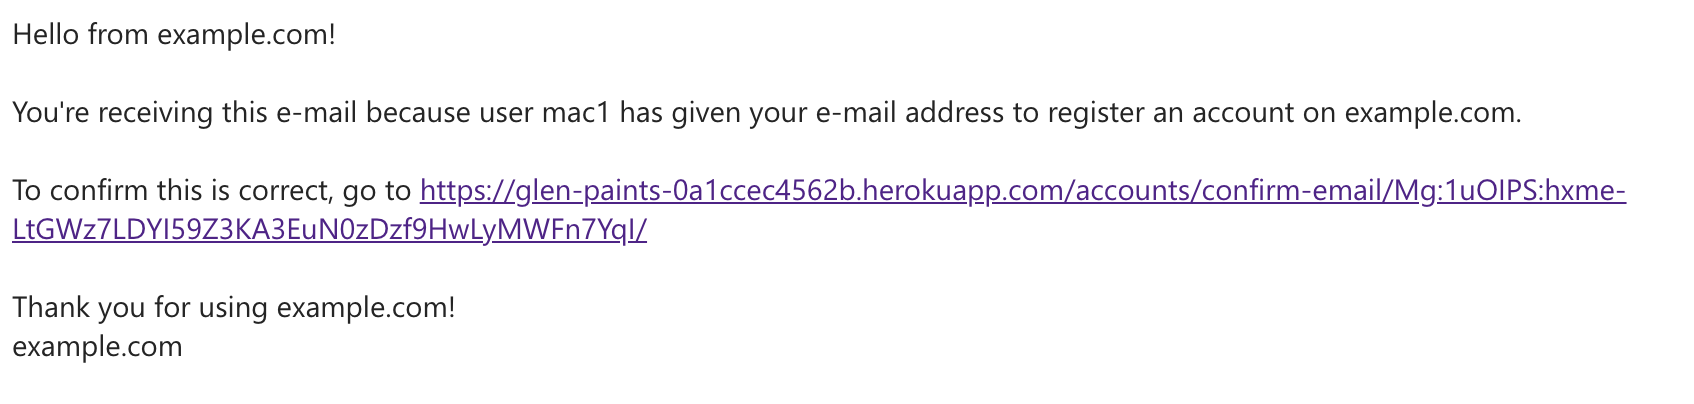 Hello from example.com!
You're receiving this e-mail because user mac1 has given your e-mail address to register an account on example.com.
To confirm this is correct, go to https://glen-paints-0a1ccec4562b.herokuapp.com/accounts/confirm-email/Mg:1uOIPS:hxme-
LtGWz7LDYI59Z3KA3EuN0zDzf9HwLyMWFn7YqI/
Thank you for using example.com!
example.com